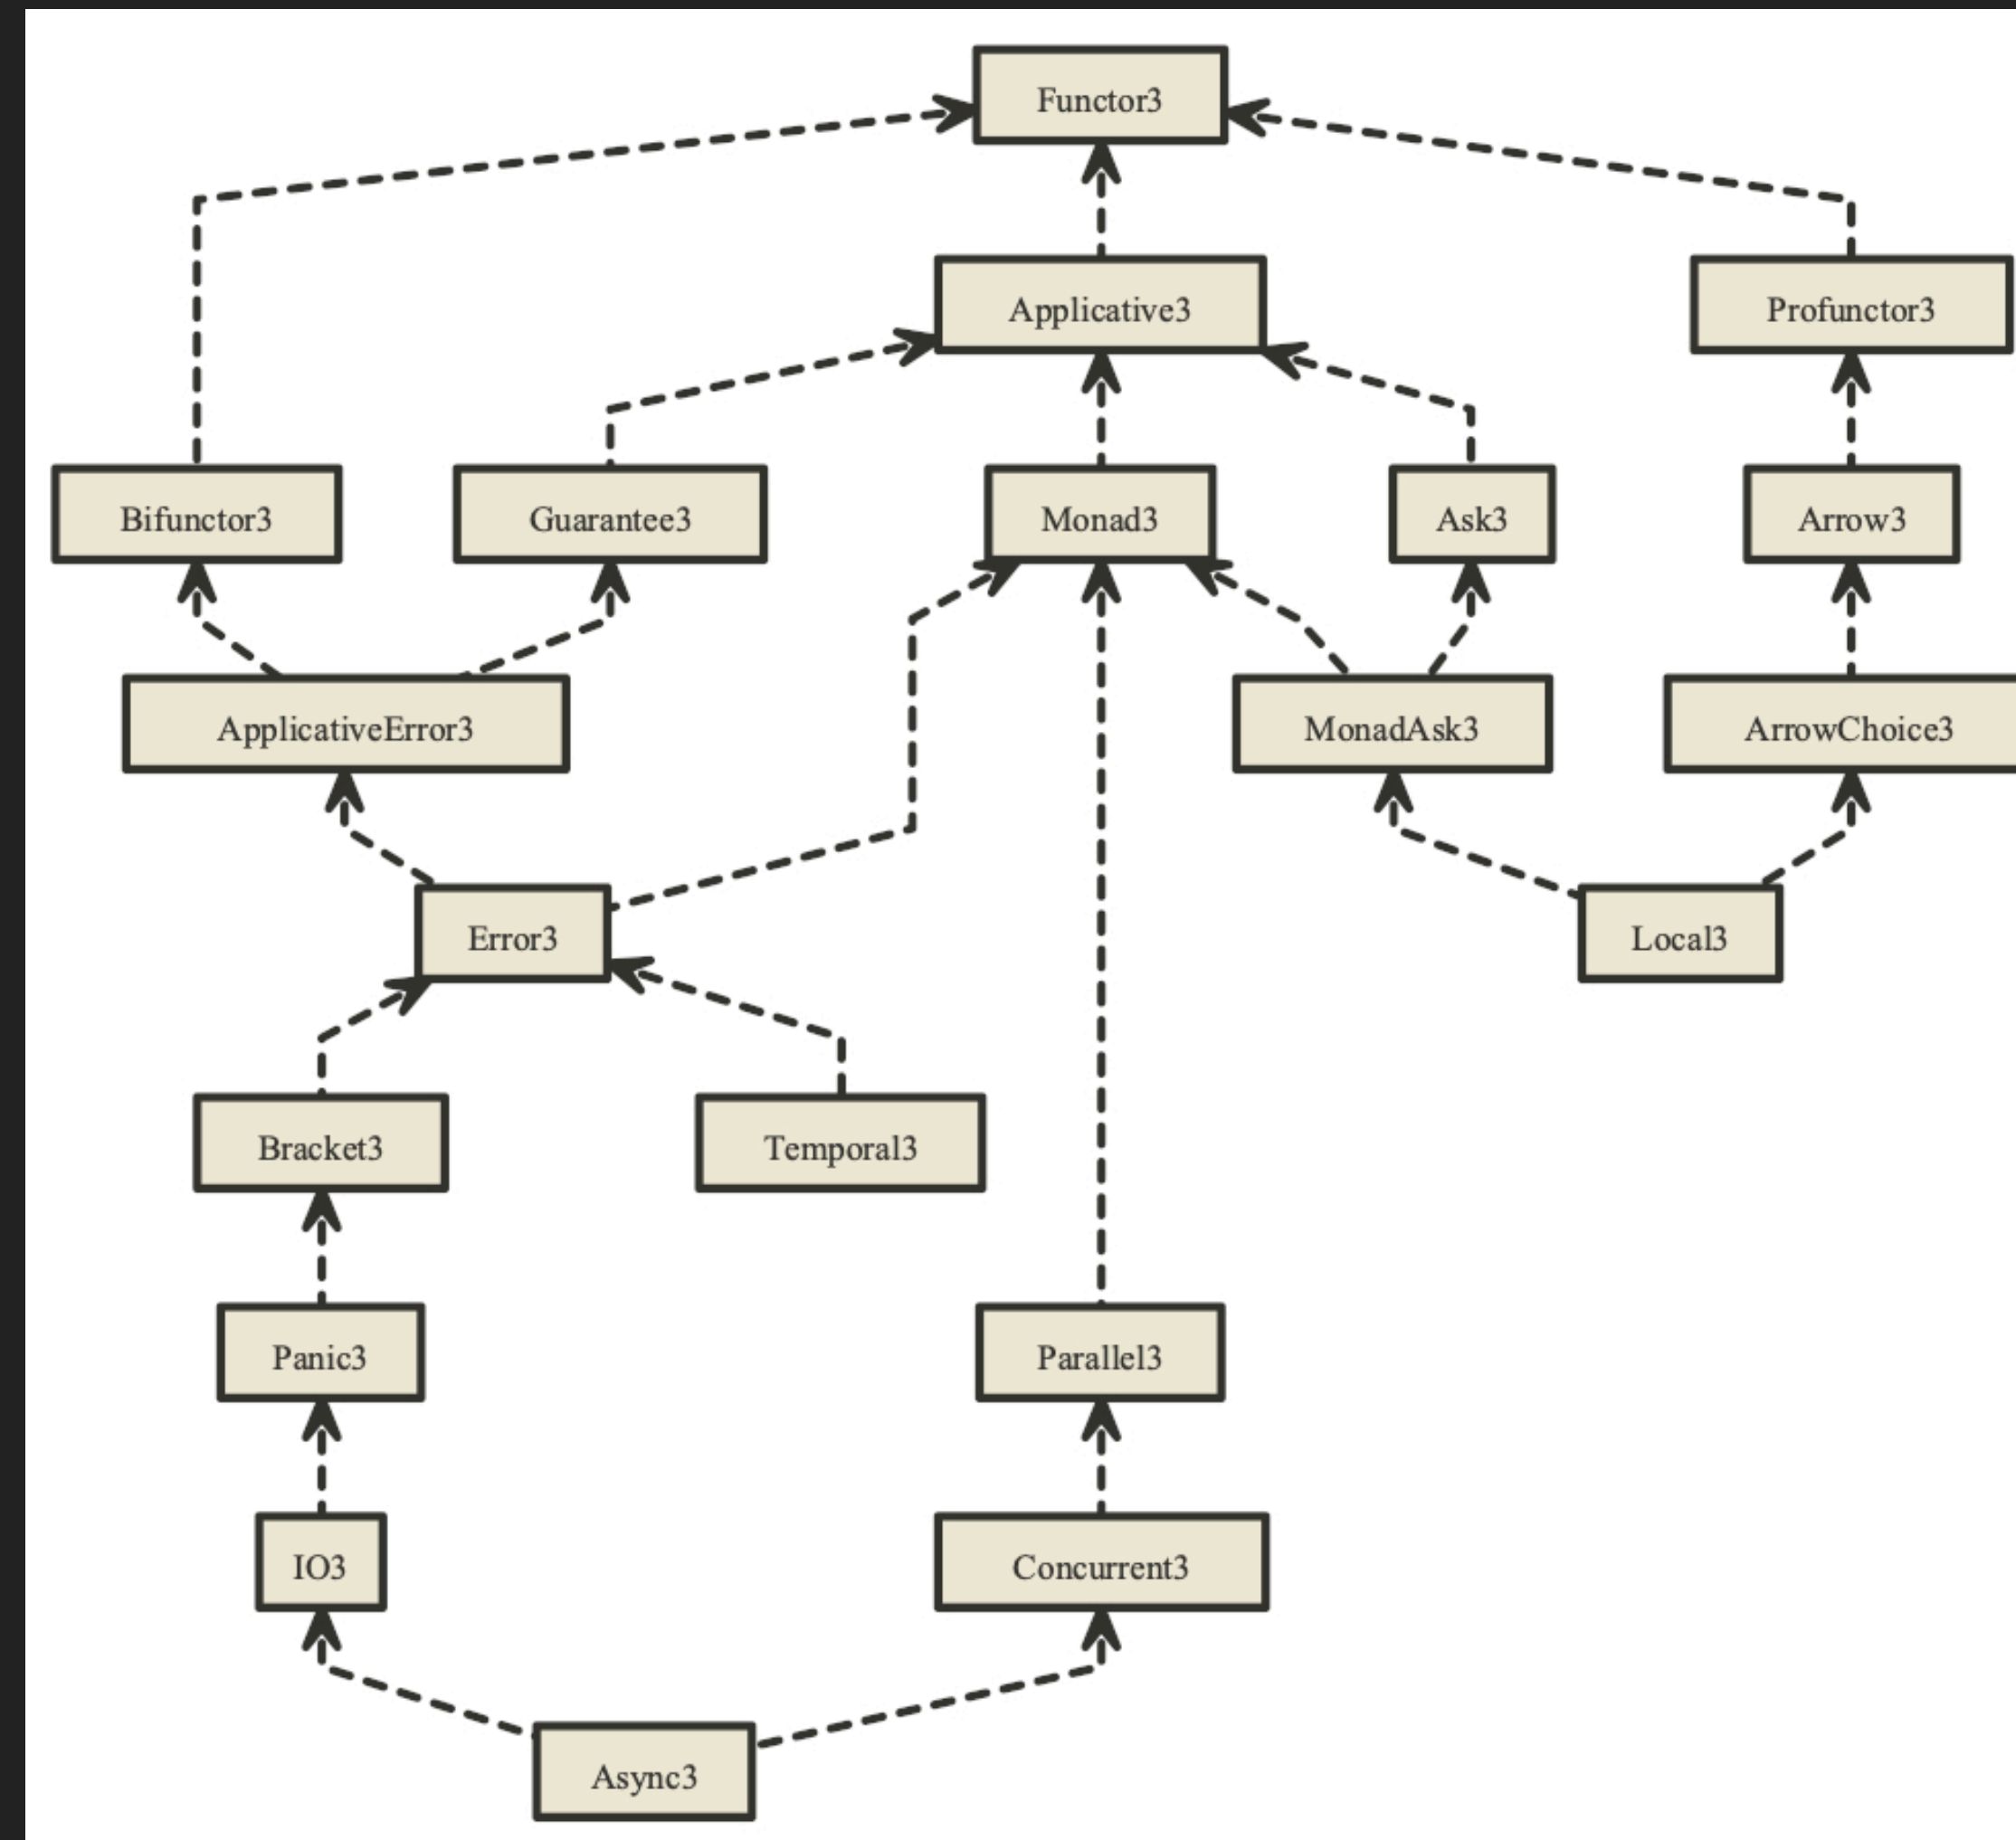 Functor3
Applicative3
Profunctor3
Bifunctor3
Guarantee3
Monad3
Ask3
Arrow3
ApplicativeError3
MonadAsk3
ArrowChoice3
Error3
Local3
Bracket3
Temporal3
Panic3
Parallel3
IO3
Concurrent3
Async3